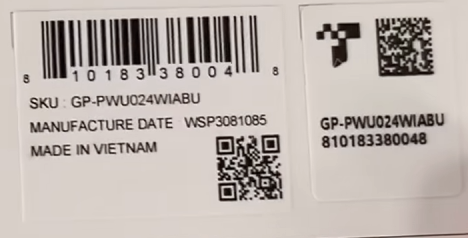 8 10183 38004 8
SKU : GP-PWU024WIABU
MANUFACTURE DATE WSP3081085
MADE IN VIETNAM
GP-PWU024WIABU
810183380048